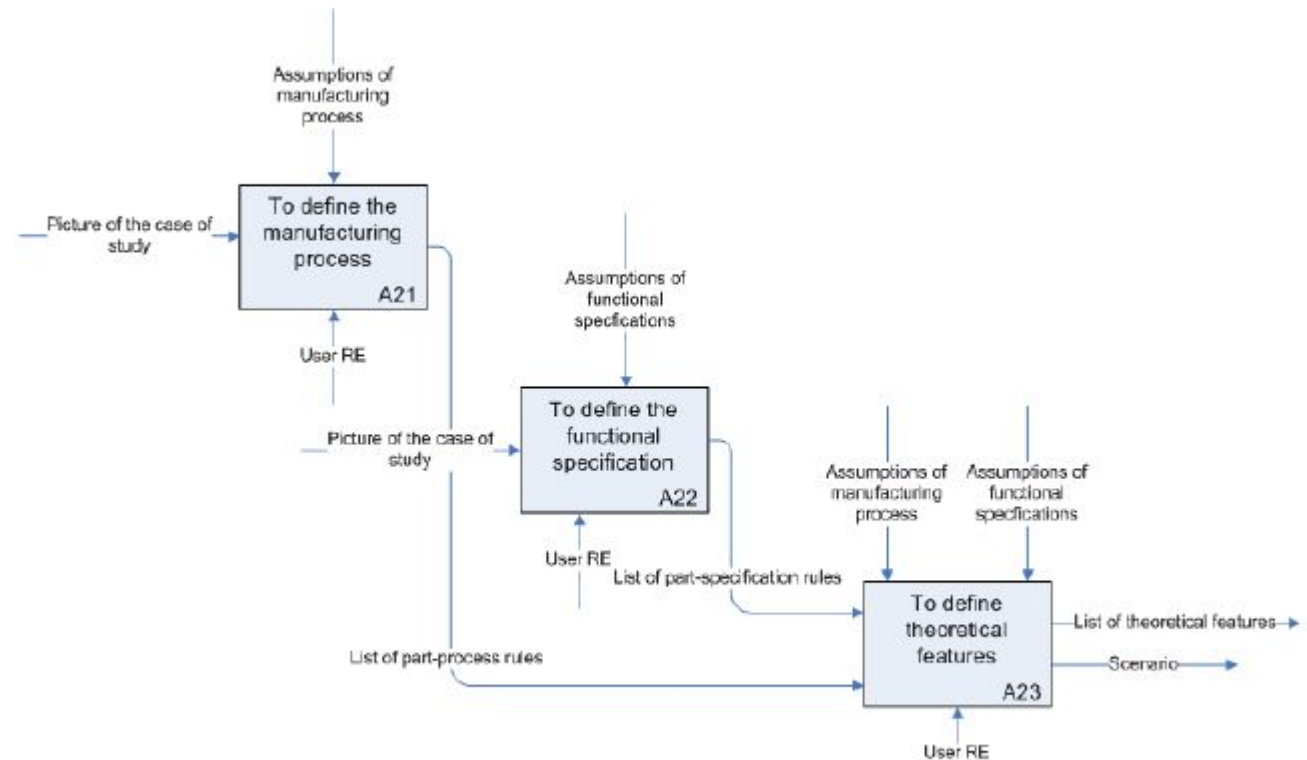 Assumptions of
manufacturing
process
To define the
manufacturing
process
A21
Picture of the case of
study
User RE
Assumptions of
functional
specfications
To define the
functional
specification
A22
Picture of the case of
study
User RE
Assumptions of
manufacturing
process
Assumptions of
functional
specfications
List of part-specification rules
List of part-process rules
To define
theoretical
features
A23
List of theoretical features
Scenario
User RE